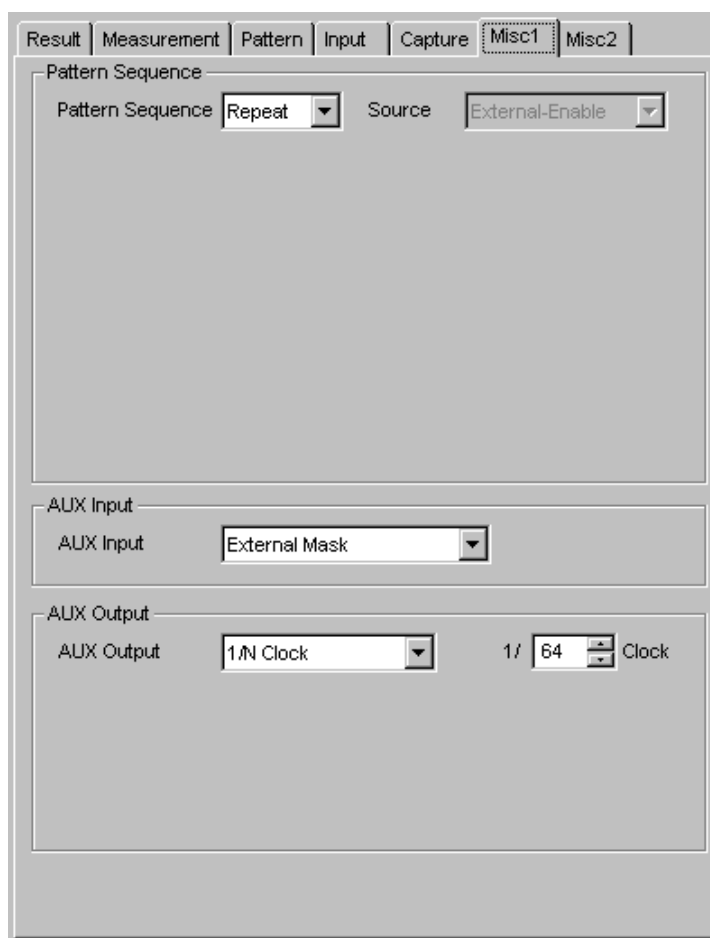 Result Measurement Pattern Input Capture Misc1 Misc2
Pattern Sequence
Pattern Sequence Repeat Source External-Enable
AUX Input
AUX Input External Mask
AUX Output
AUX Output 1/N Clock 1/ 64 Clock